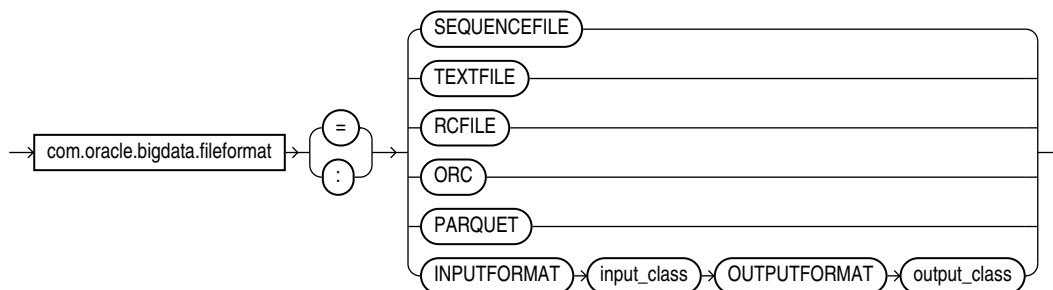 SEQUENCEFILE
TEXTFILE
=
RCFILE
com.oracle.bigdata.fileformat
:
ORC
PARQUET
INPUTFORMAT input_class OUTPUTFORMAT output_class